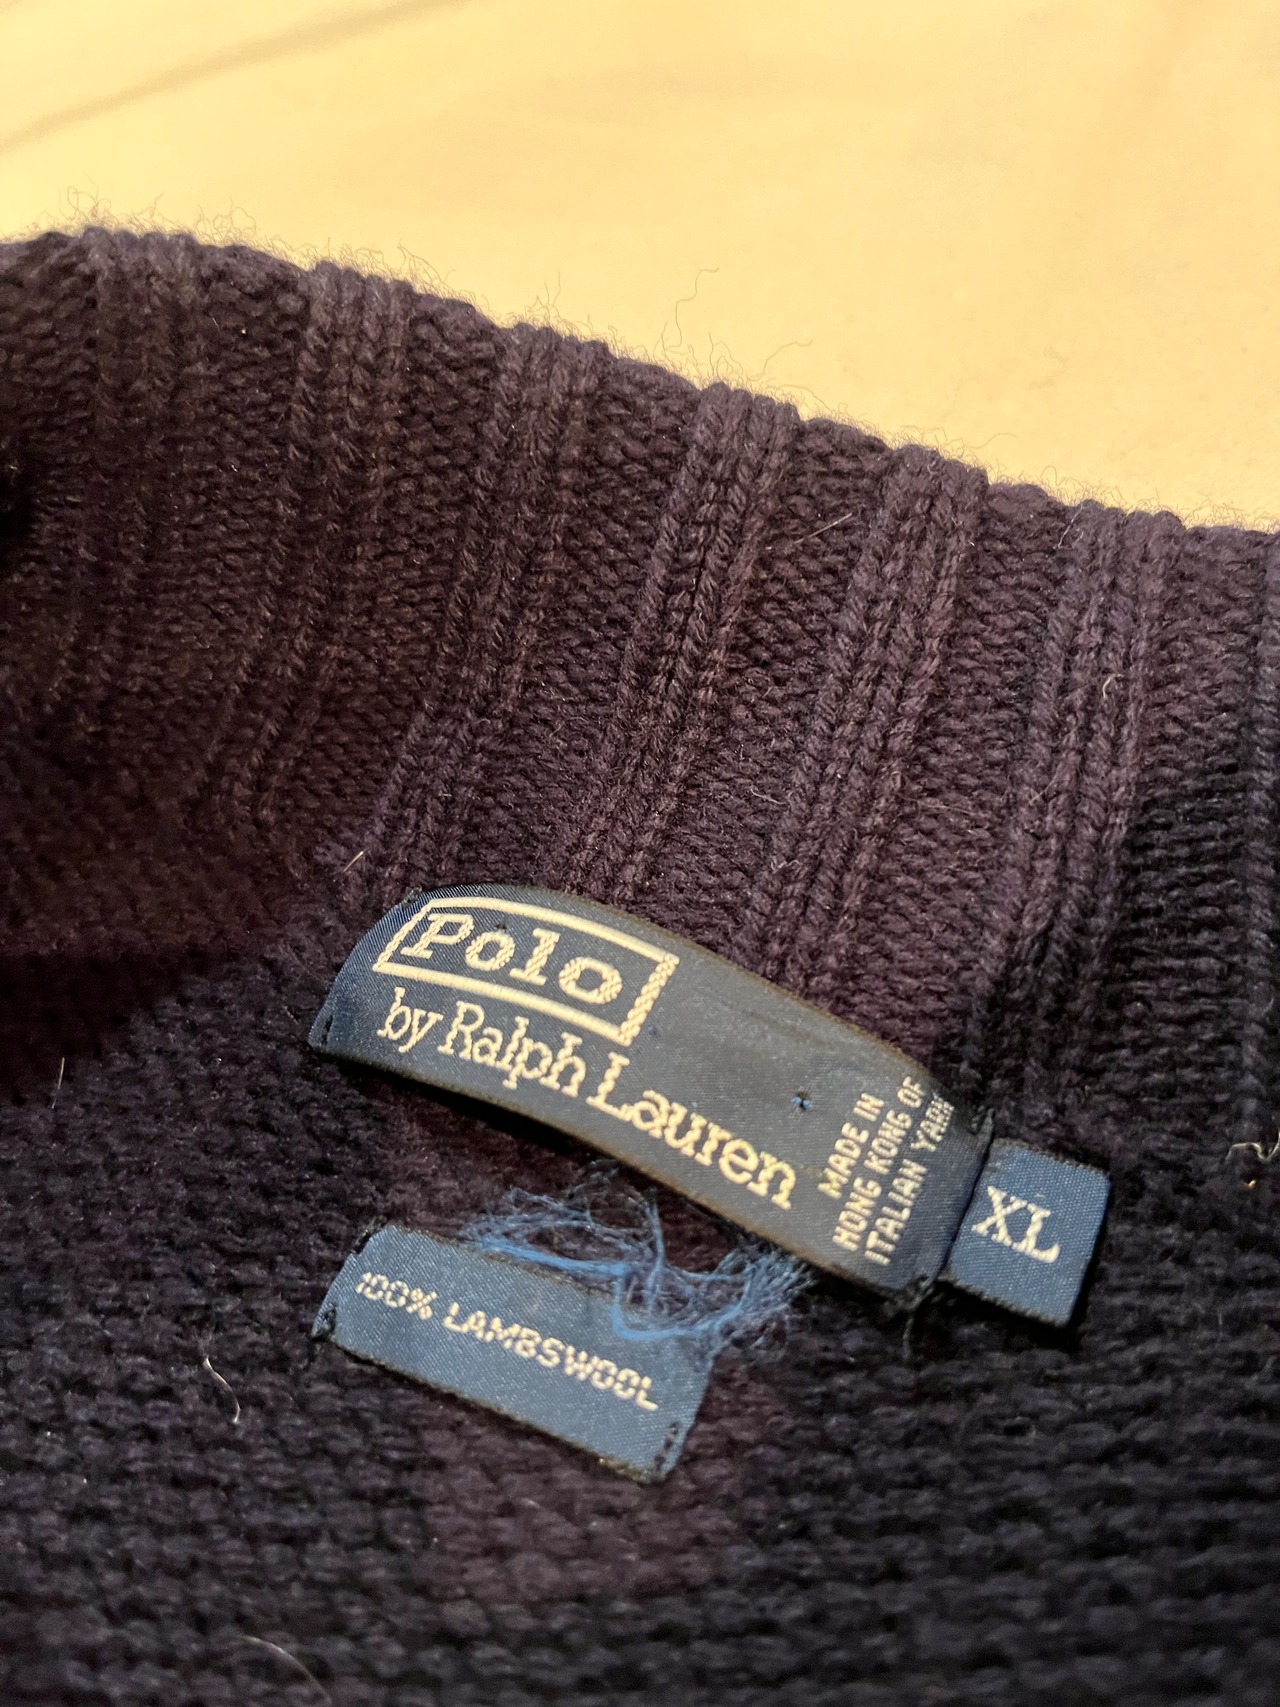 Polo
by Ralph Lauren
MADE IN
HONG KONG OF
ITALIAN YARN
XL
100% LAMBSWOOL